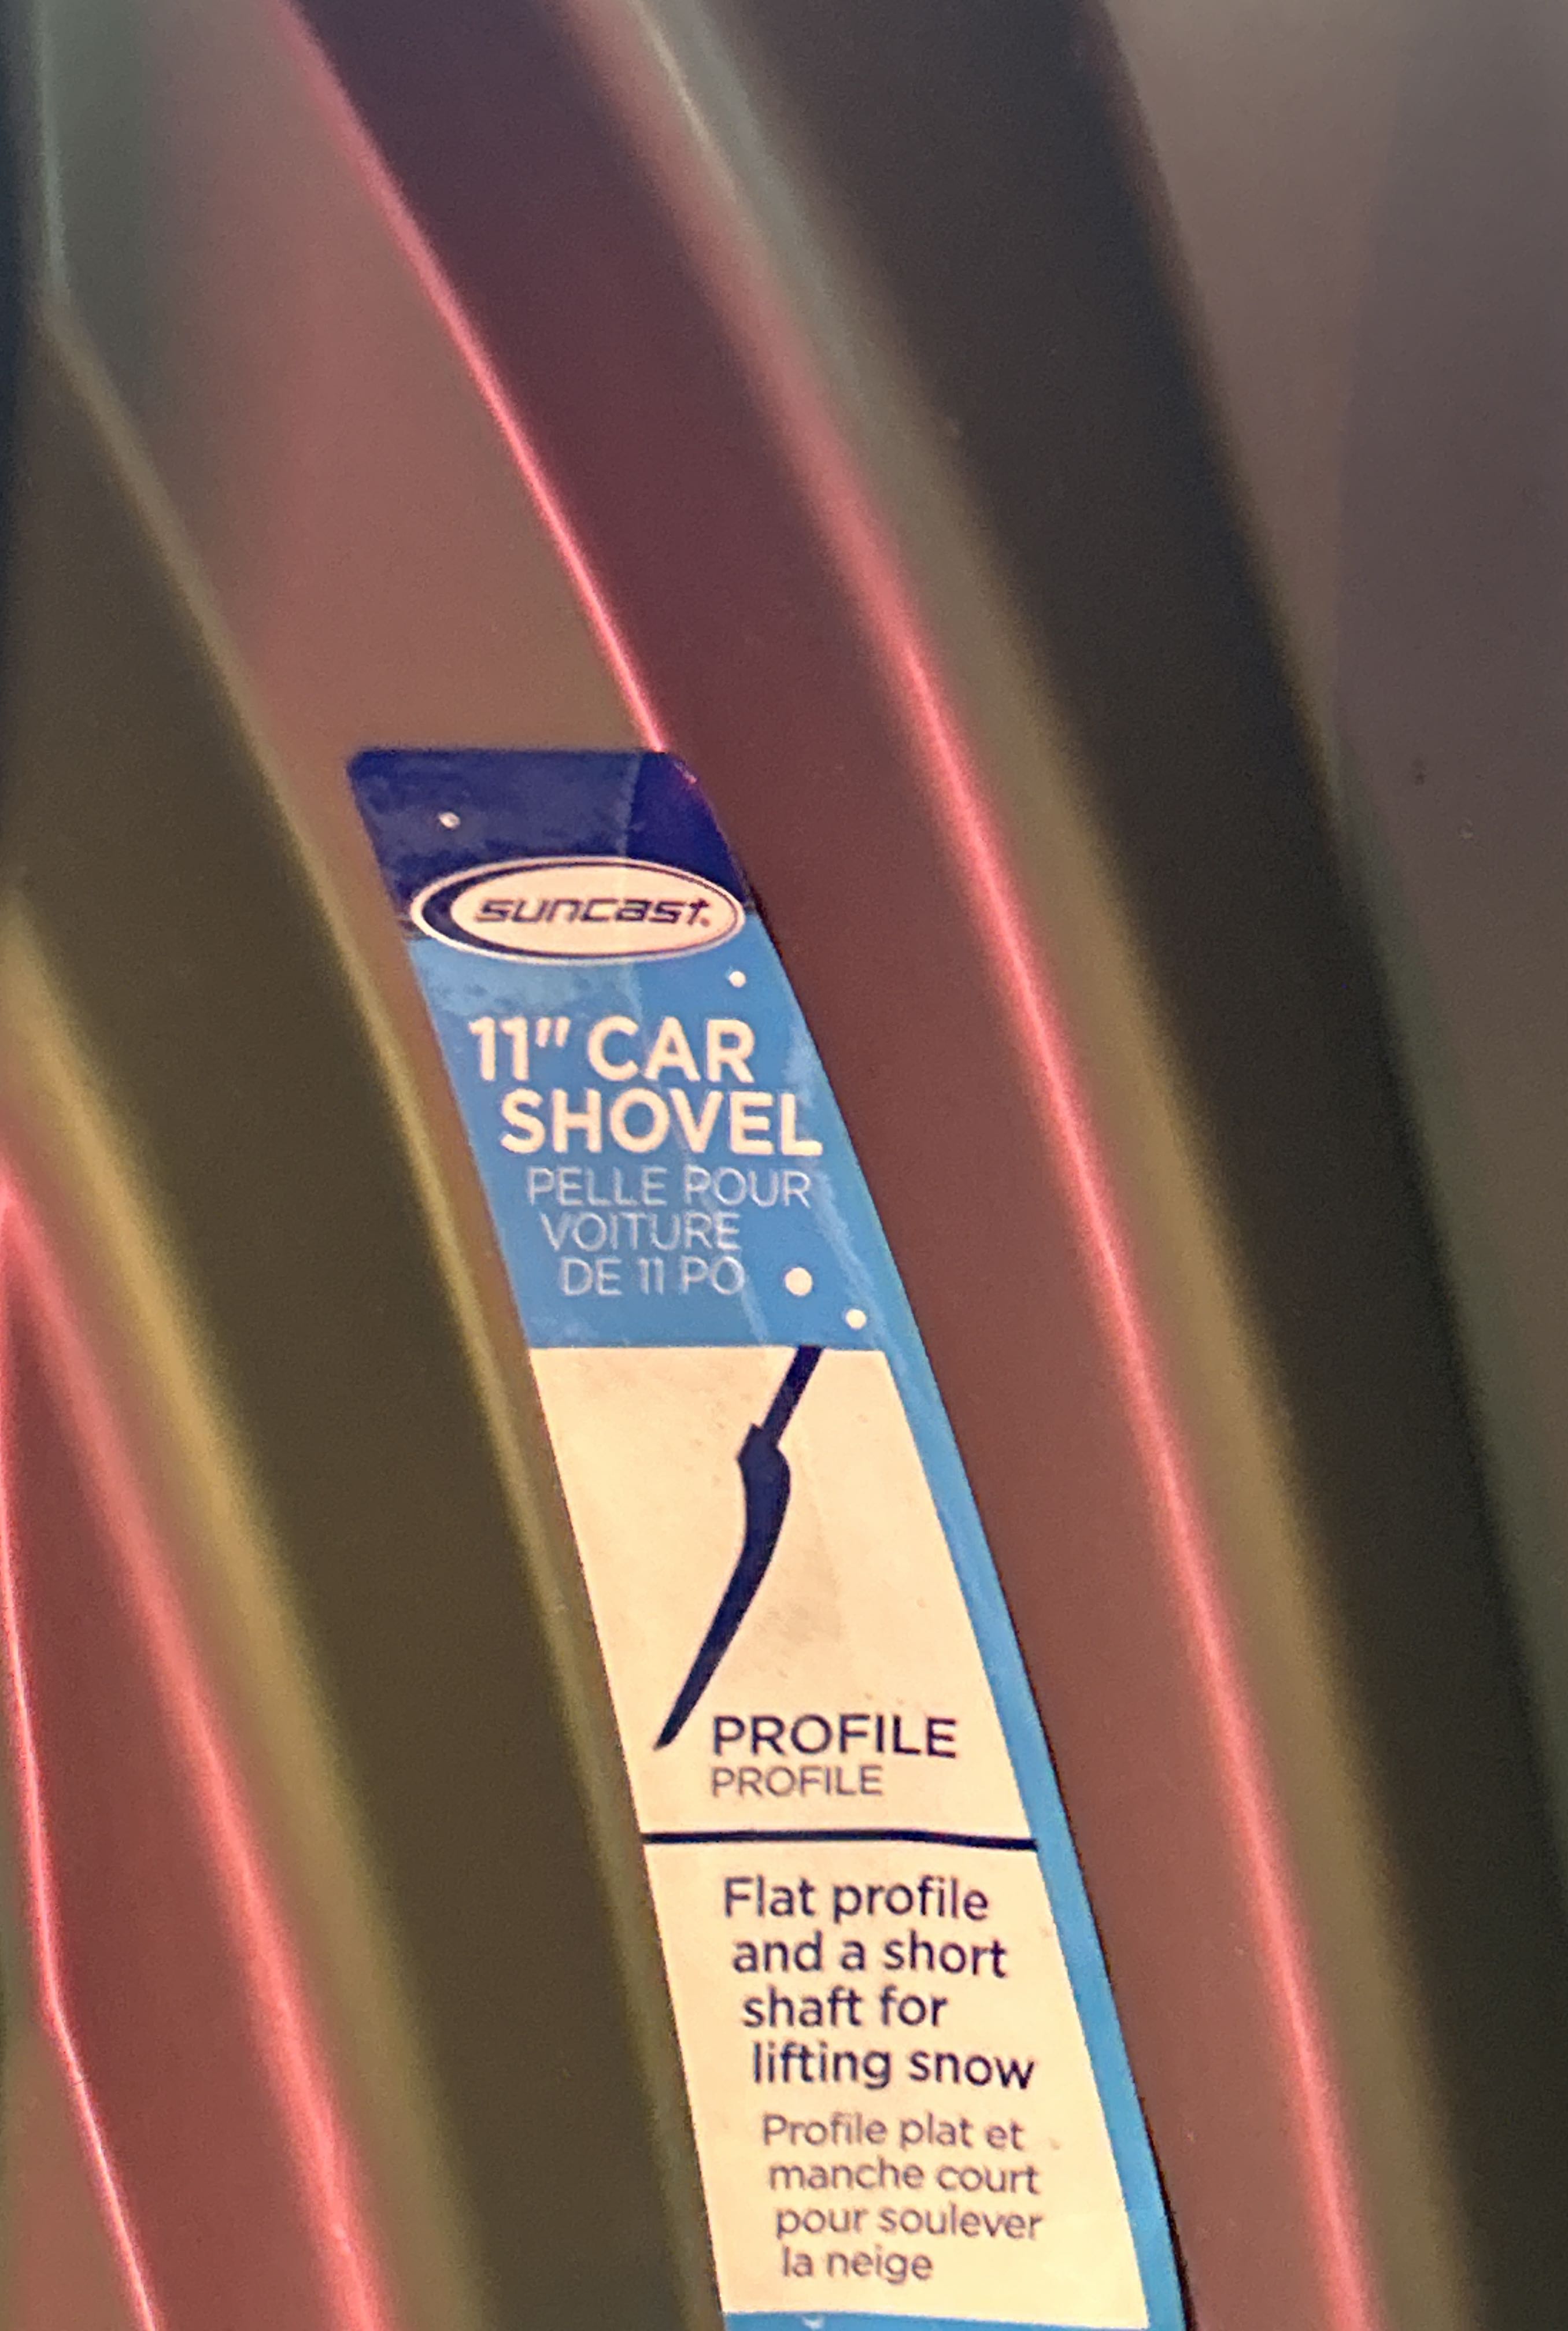 suncast.
11" CAR
SHOVEL
PELLE POUR
VOITURE
DE 11 PO
PROFILE
PROFILE
Flat profile
and a short
shaft for
lifting snow
Profile plat et
manche court
pour soulever
la neige